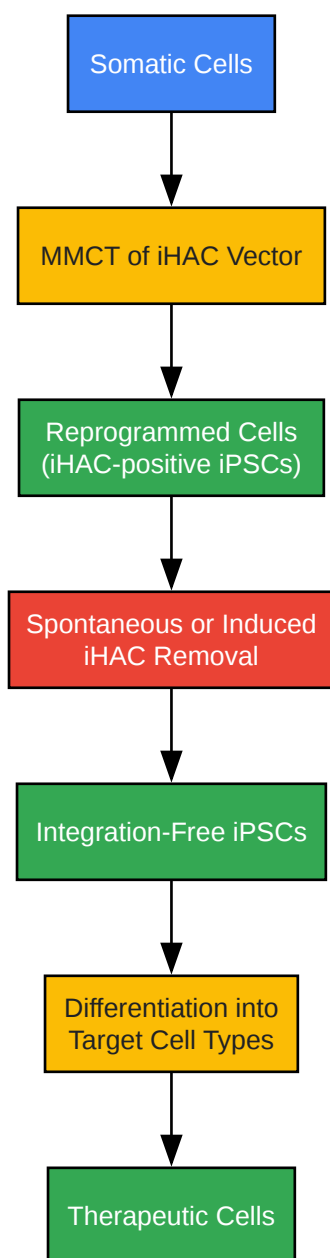 Somatic Cells
MMCT of iHAC Vector
Reprogrammed Cells
(iHAC-positive iPSCs)
Spontaneous or Induced
iHAC Removal
Integration-Free iPSCs
Differentiation into
Target Cell Types
Therapeutic Cells